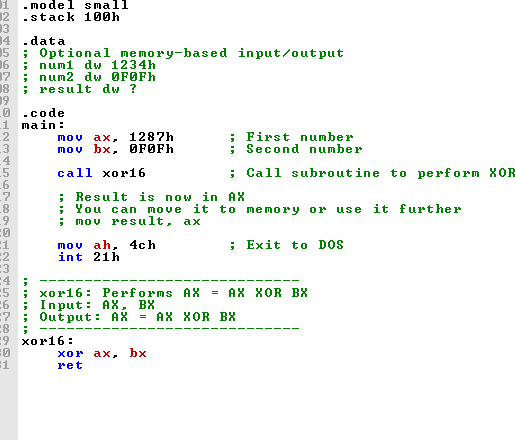 01 .model small
02 .stack 100h
03
04 .data
05 ; Optional memory-based input/output
06 ; num1 dw 1234h
07 ; num2 dw 0F0Fh
08 ; result dw ?
09
10 .code
11 main:
12     mov ax, 1287h      ; First number
13     mov bx, 0F0Fh      ; Second number
14
15     call xor16         ; Call subroutine to perform XOR
16
17     ; Result is now in AX
18     ; You can move it to memory or use it further
19     ; mov result, ax
20
21     mov ah, 4ch        ; Exit to DOS
22     int 21h
23
24 ; -----------------------------
25 ; xor16: Performs AX = AX XOR BX
26 ; Input: AX, BX
27 ; Output: AX = AX XOR BX
28 ; -----------------------------
29 xor16:
30     xor ax, bx
31     ret